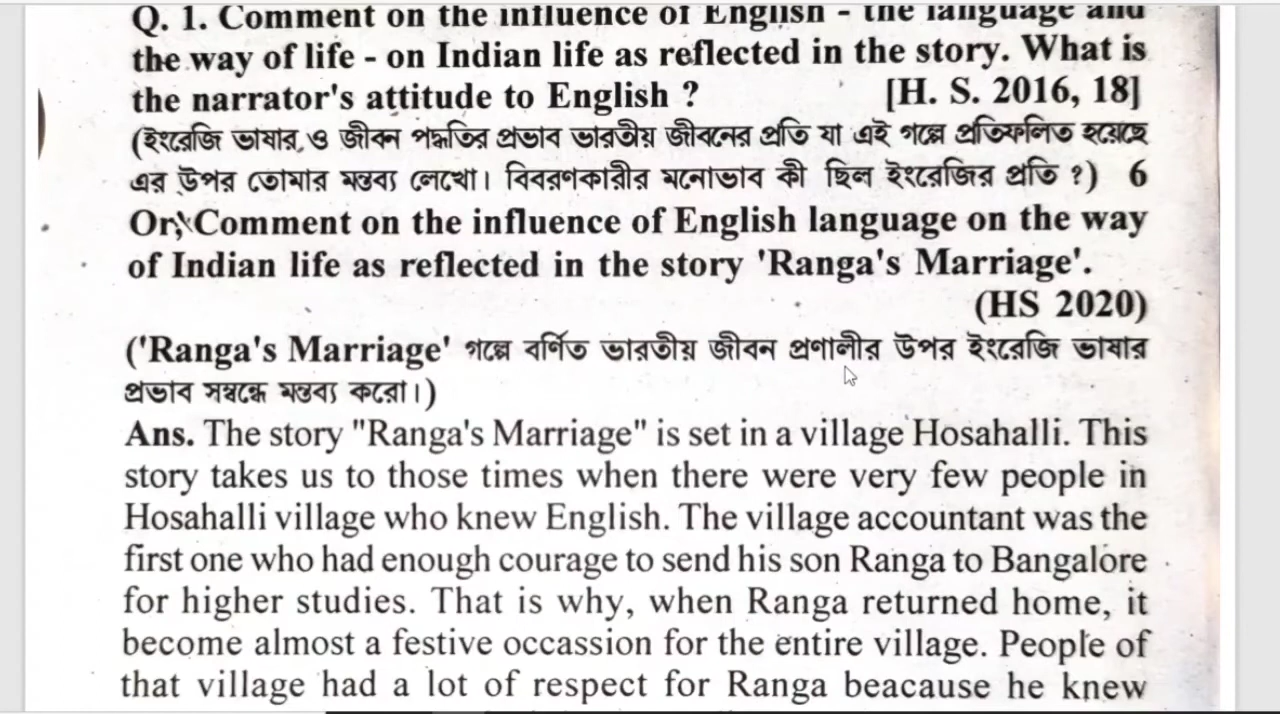 Q. 1. Comment on the influence of English - the language and
the way of life - on Indian life as reflected in the story. What is
the narrator's attitude to English ? [H. S. 2016, 18]
(ইংরেজি ভাষার ও জীবন পদ্ধতির প্রভাব ভারতীয় জীবনের প্রতি যা এই গল্পে প্রতিফলিত হয়েছে
এর উপর তোমার মন্তব্য লেখো। বিবরণকারীর মনোভাব কী ছিল ইংরেজির প্রতি ?) 6
Or, Comment on the influence of English language on the way
of Indian life as reflected in the story 'Ranga's Marriage'.
(HS 2020)
('Ranga's Marriage' গল্পে বর্ণিত ভারতীয় জীবন প্রণালীর উপর ইংরেজি ভাষার
প্রভাব সম্বন্ধে মন্তব্য করো।)
Ans. The story "Ranga's Marriage" is set in a village Hosahalli. This
story takes us to those times when there were very few people in
Hosahalli village who knew English. The village accountant was the
first one who had enough courage to send his son Ranga to Bangalore
for higher studies. That is why, when Ranga returned home, it
become almost a festive occassion for the entire village. People of
that village had a lot of respect for Ranga beacause he knew